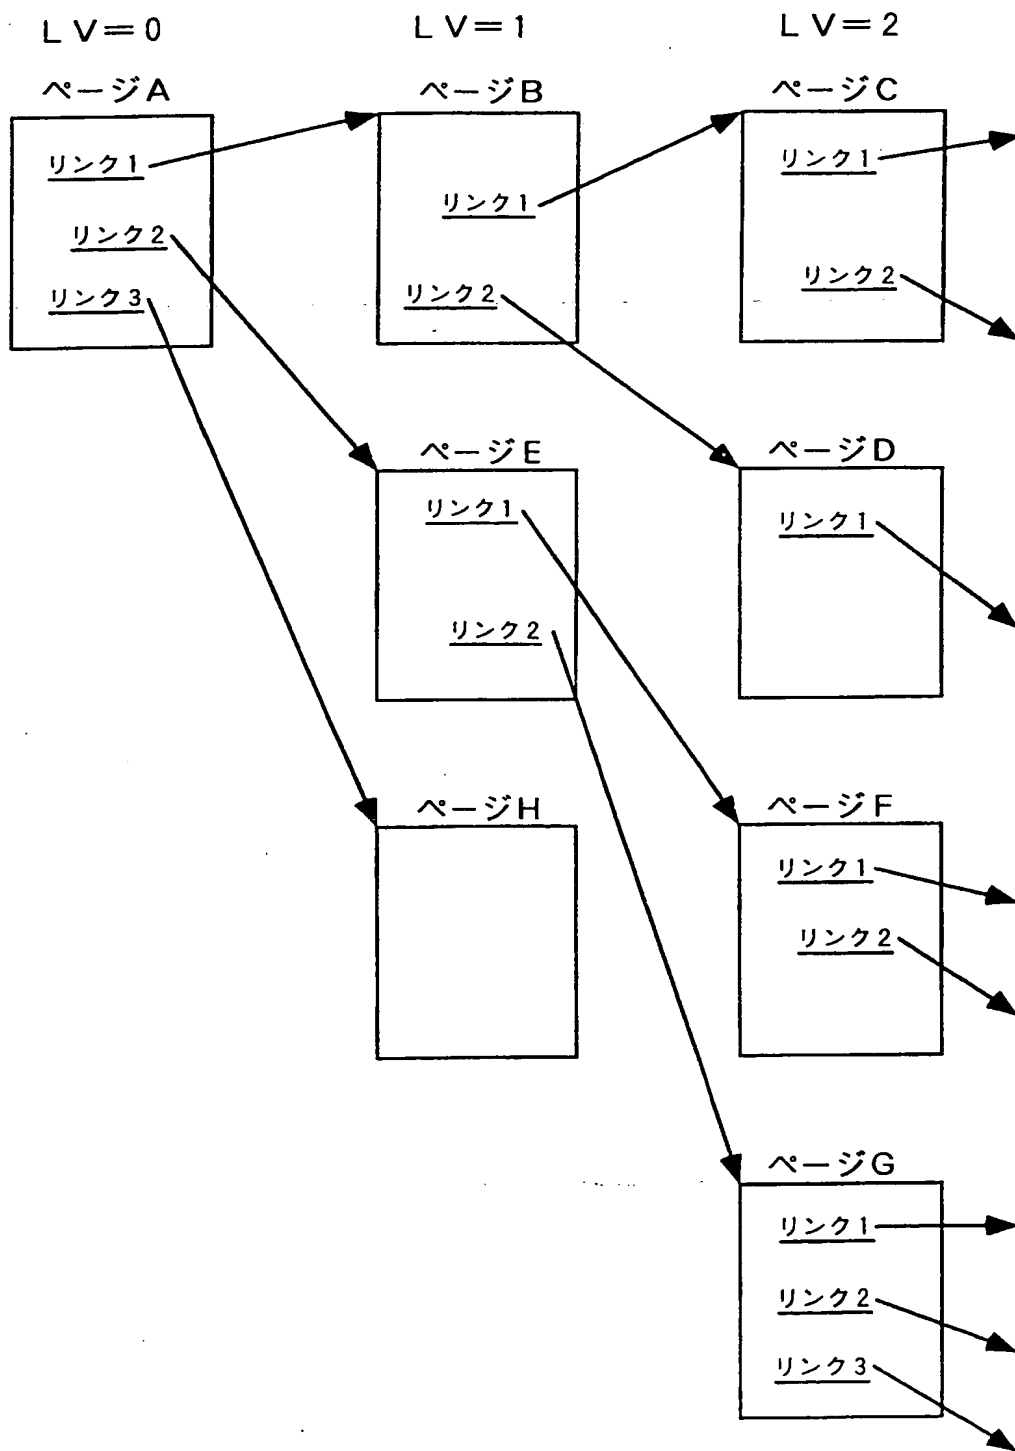 LV=0
LV=1
LV=2
ページA
ページB
ページC
リンク1
リンク2
リンク3
リンク1
リンク2
リンク1
リンク2
ページE
ページD
リンク1
リンク2
リンク1
ページH
ページF
リンク1
リンク2
ページG
リンク1
リンク2
リンク3